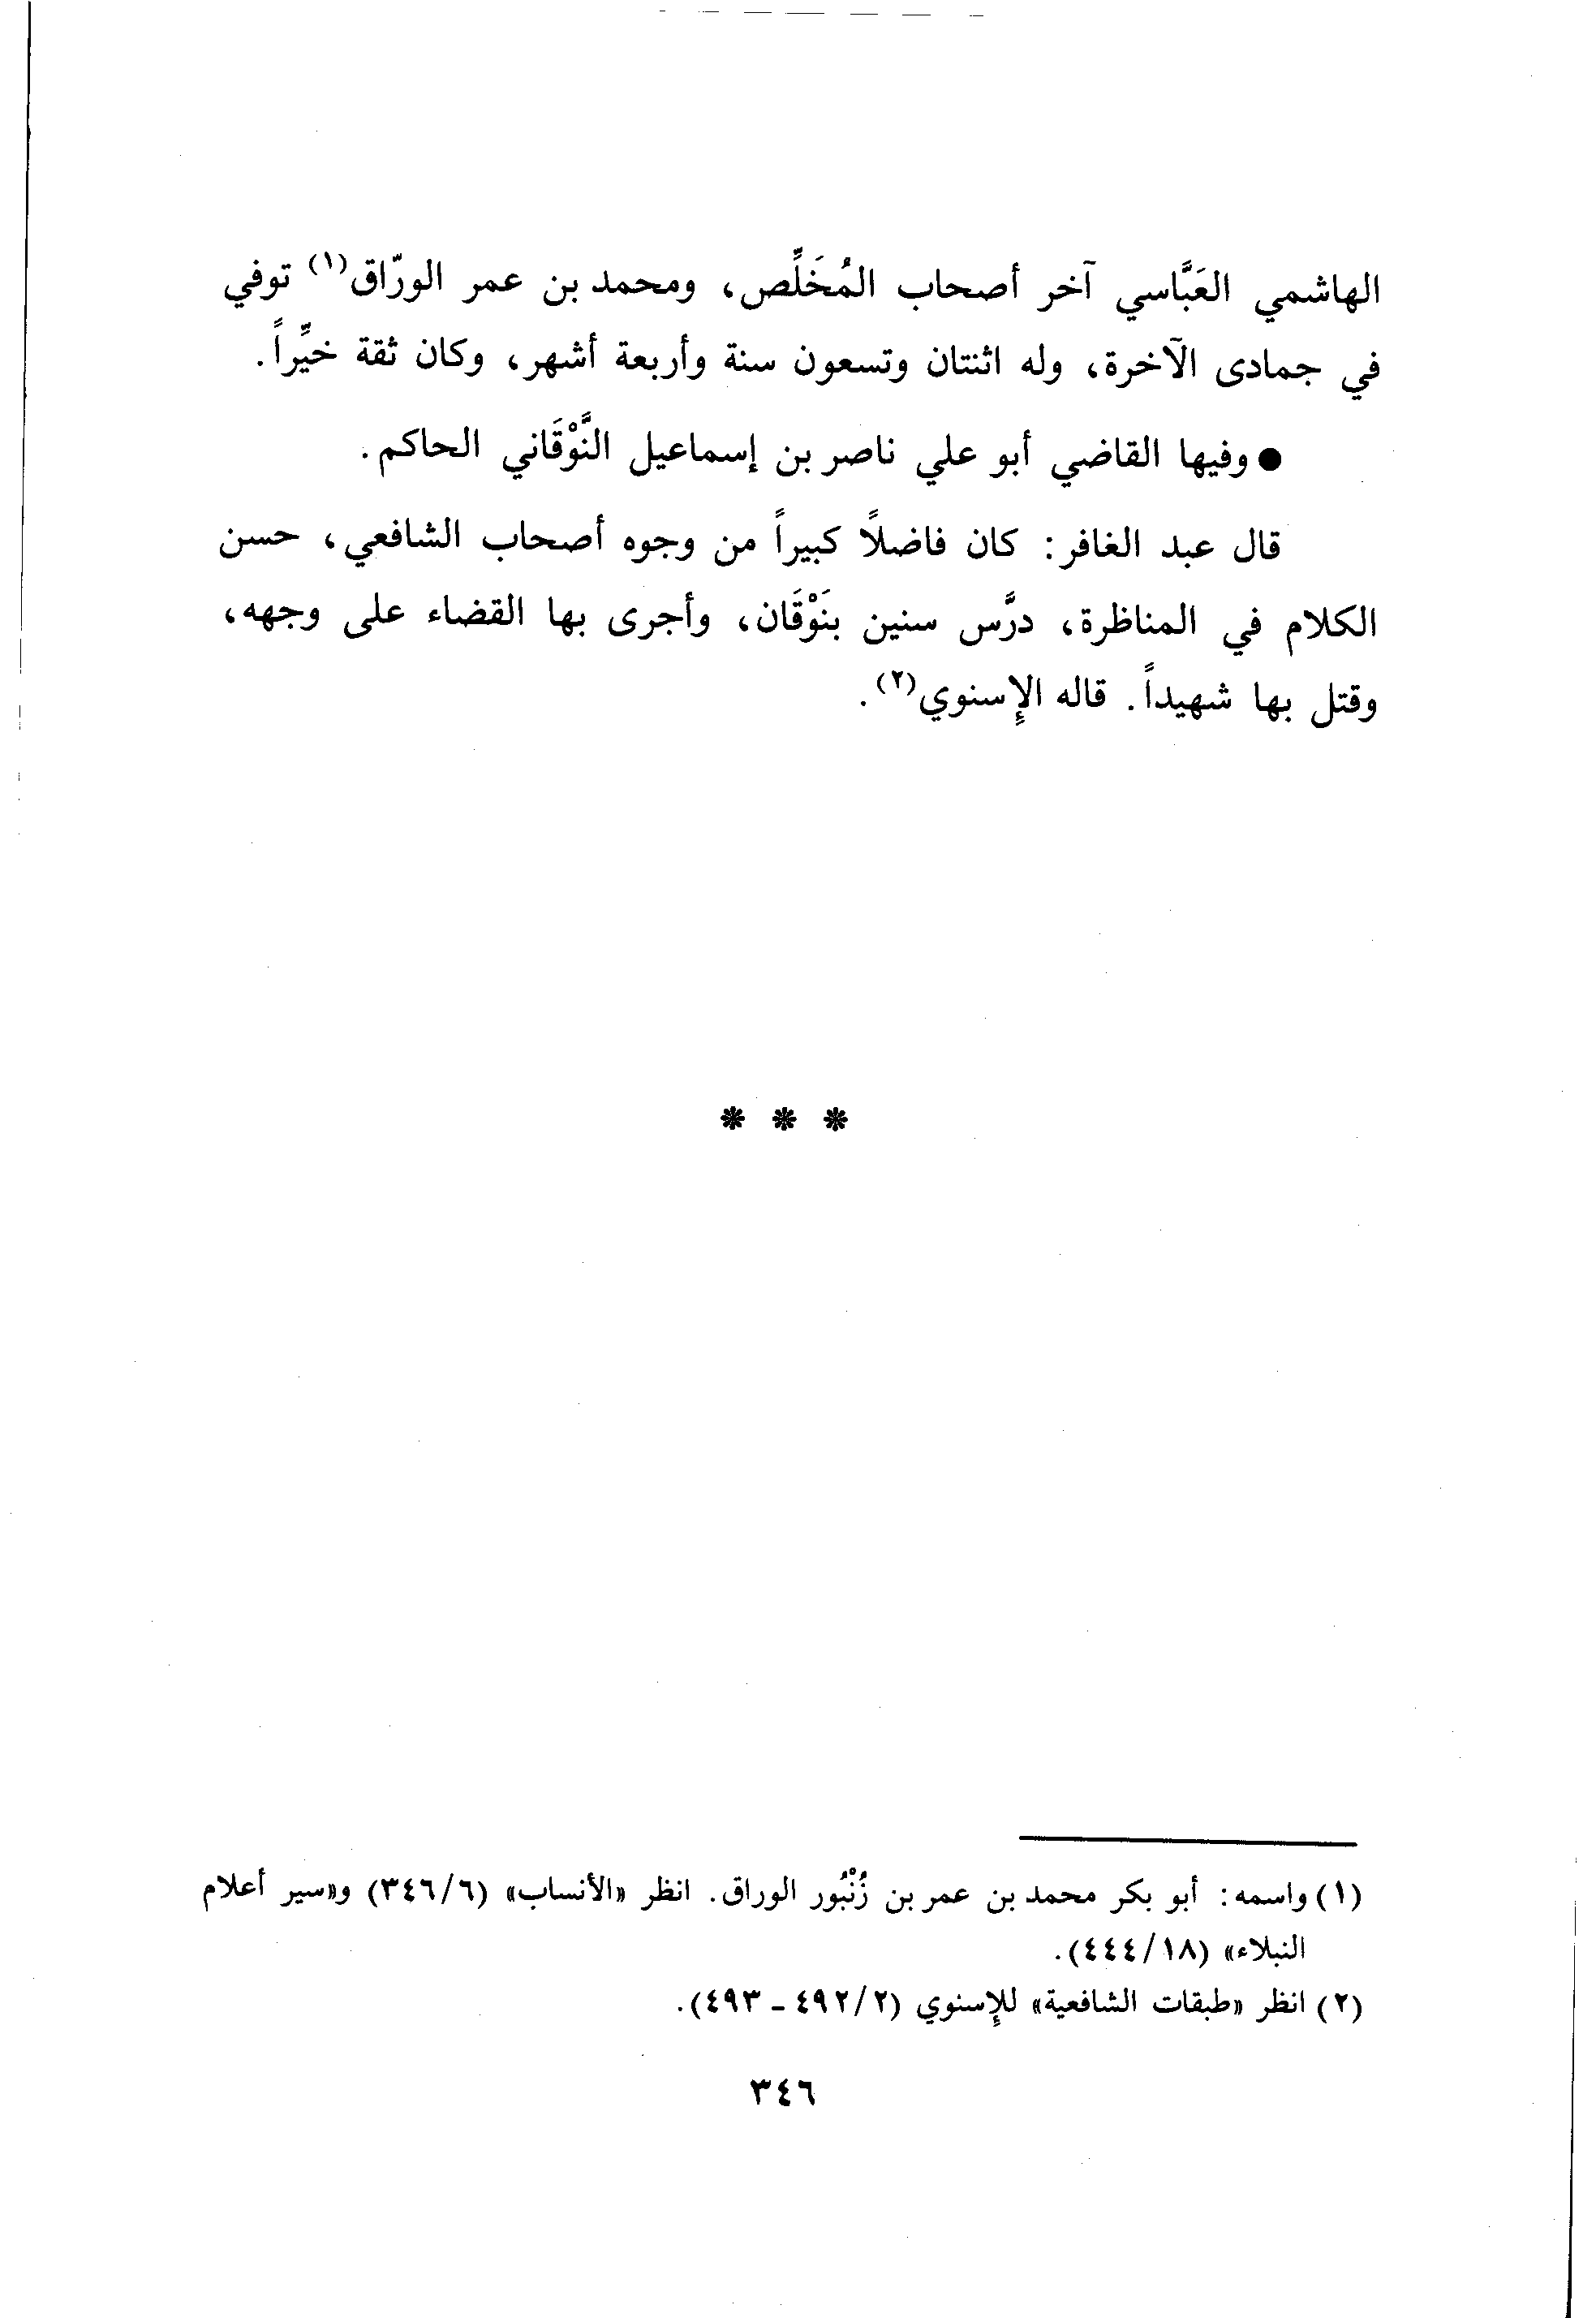 الهاشمي العَبَّاسي آخر أصحاب المُخَلِّص، ومحمد بن عمر الورّاق(١) توفي
في جمادى الآخرة، وله اثنتان وتسعون سنة وأربعة أشهر، وكان ثقة خيِّراً.
● وفيها القاضي أبو علي ناصر بن إسماعيل النَّوْقَاني الحاكم.
قال عبد الغافر: كان فاضلًا كبيراً من وجوه أصحاب الشافعي، حسن
الكلام في المناظرة، درَّس سنين بنَوْقَان، وأجرى بها القضاء على وجهه،
وقتل بها شهيداً. قاله الإسنوي(٢).
* * *
(١) واسمه: أبو بكر محمد بن عمر بن زُنْبُور الوراق. انظر «الأنساب» (٣٤٦/٦) و«سير أعلام
النبلاء» (٤٤٤/١٨).
(٢) انظر «طبقات الشافعية» للإسنوي (٤٩٢/٢ - ٤٩٣).
٣٤٦